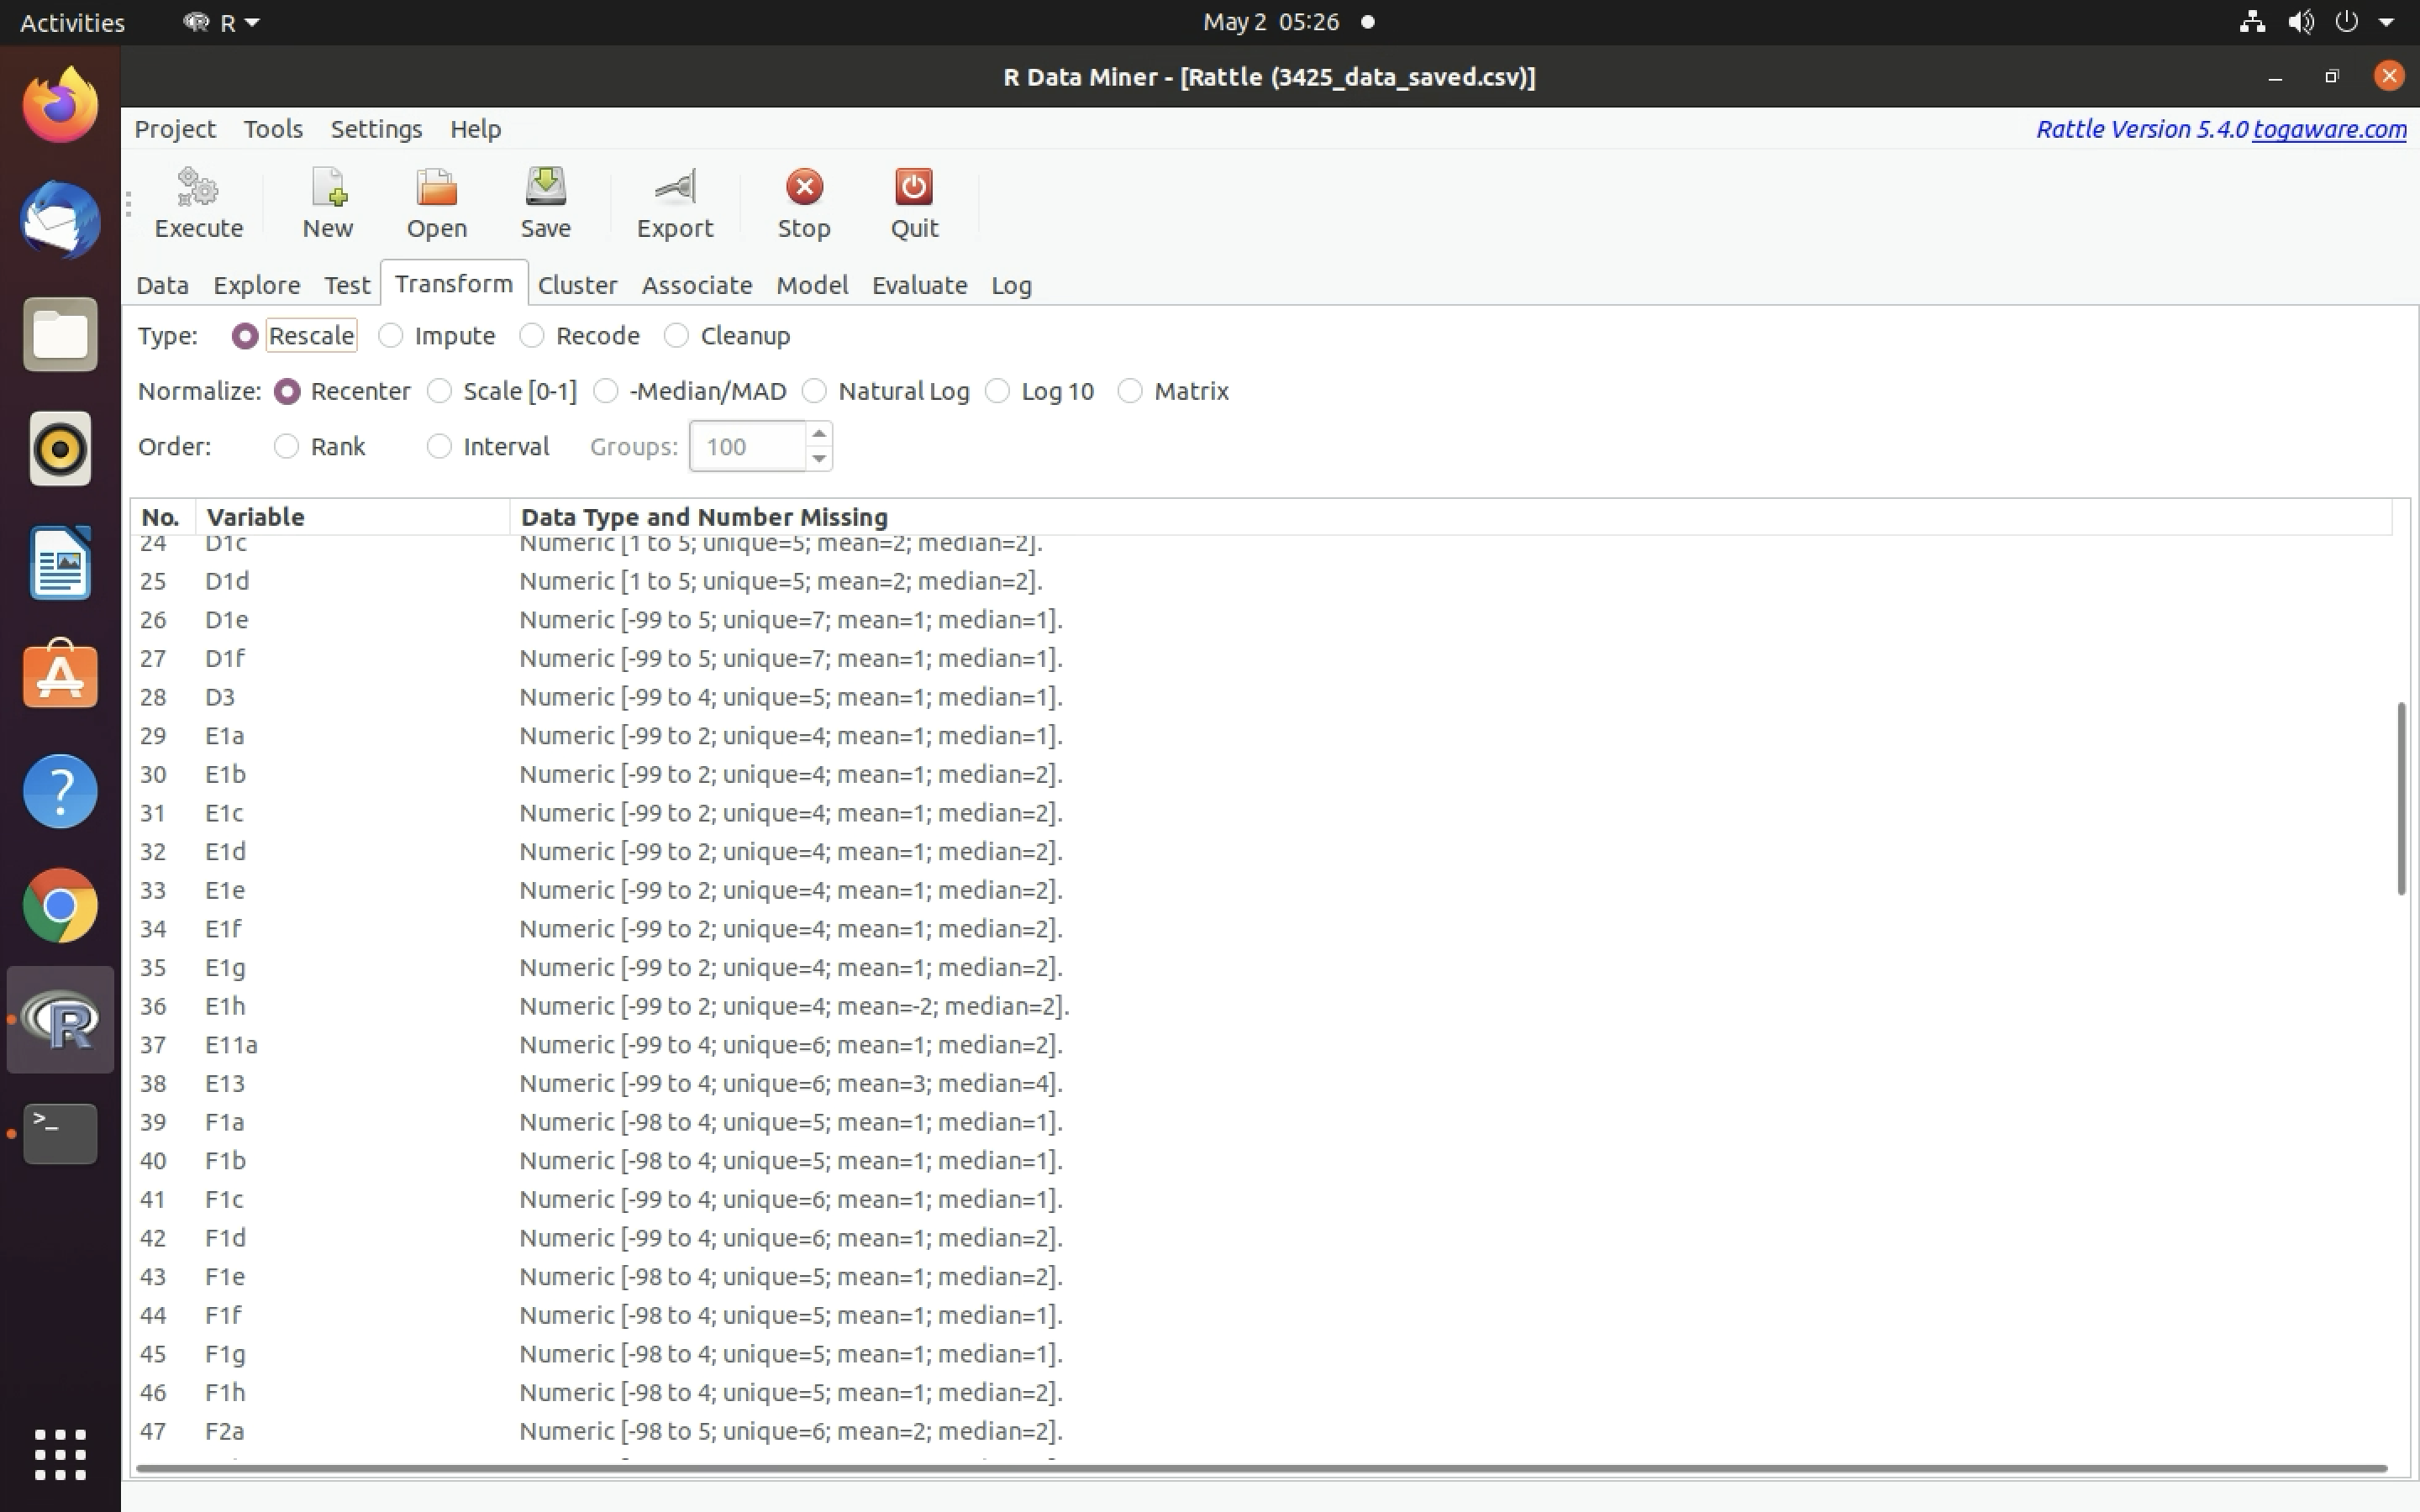 Activities R May 2 05:26
R Data Miner - [Rattle (3425_data_saved.csv)]
Project Tools Settings Help Rattle Version 5.4.0 togaware.com
Execute New Open Save Export Stop Quit
Data Explore Test Transform Cluster Associate Model Evaluate Log
Type: Rescale Impute Recode Cleanup
Normalize: Recenter Scale [0-1] -Median/MAD Natural Log Log 10 Matrix
Order: Rank Interval Groups: 100
No. Variable Data Type and Number Missing
24 D1c Numeric [1 to 5; unique=5; mean=2; median=2].
25 D1d Numeric [1 to 5; unique=5; mean=2; median=2].
26 D1e Numeric [-99 to 5; unique=7; mean=1; median=1].
27 D1f Numeric [-99 to 5; unique=7; mean=1; median=1].
28 D3 Numeric [-99 to 4; unique=5; mean=1; median=1].
29 E1a Numeric [-99 to 2; unique=4; mean=1; median=1].
30 E1b Numeric [-99 to 2; unique=4; mean=1; median=2].
31 E1c Numeric [-99 to 2; unique=4; mean=1; median=2].
32 E1d Numeric [-99 to 2; unique=4; mean=1; median=2].
33 E1e Numeric [-99 to 2; unique=4; mean=1; median=2].
34 E1f Numeric [-99 to 2; unique=4; mean=1; median=2].
35 E1g Numeric [-99 to 2; unique=4; mean=1; median=2].
36 E1h Numeric [-99 to 2; unique=4; mean=-2; median=2].
37 E11a Numeric [-99 to 4; unique=6; mean=1; median=2].
38 E13 Numeric [-99 to 4; unique=6; mean=3; median=4].
39 F1a Numeric [-98 to 4; unique=5; mean=1; median=1].
40 F1b Numeric [-98 to 4; unique=5; mean=1; median=1].
41 F1c Numeric [-99 to 4; unique=6; mean=1; median=1].
42 F1d Numeric [-99 to 4; unique=6; mean=1; median=2].
43 F1e Numeric [-98 to 4; unique=5; mean=1; median=2].
44 F1f Numeric [-98 to 4; unique=5; mean=1; median=1].
45 F1g Numeric [-98 to 4; unique=5; mean=1; median=1].
46 F1h Numeric [-98 to 4; unique=5; mean=1; median=2].
47 F2a Numeric [-98 to 5; unique=6; mean=2; median=2].